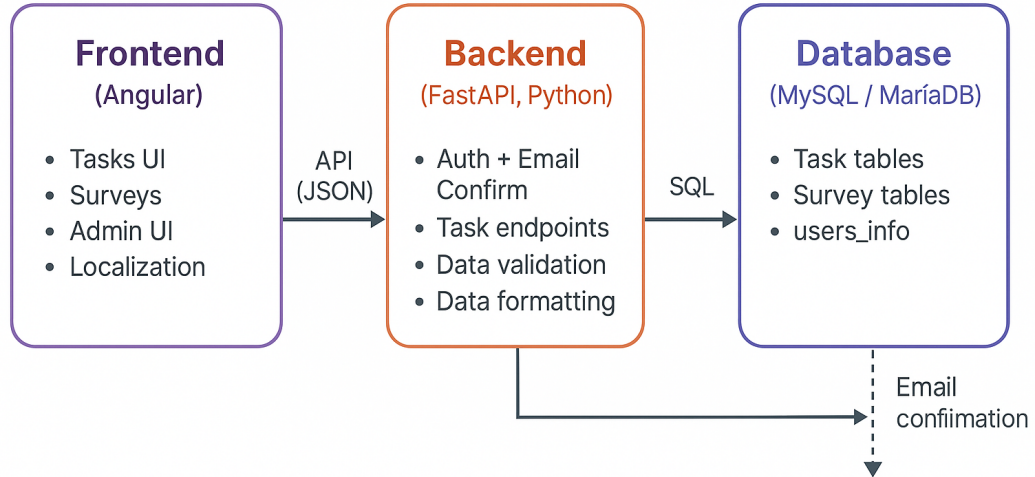 Frontend
(Angular)
• Tasks UI
• Surveys
• Admin UI
• Localization
API
(JSON)
Backend
(FastAPI, Python)
• Auth + Email
Confirm
• Task endpoints
• Data validation
• Data formatting
SQL
Database
(MySQL / MaríaDB)
• Task tables
• Survey tables
• users_info
Email
confiimation